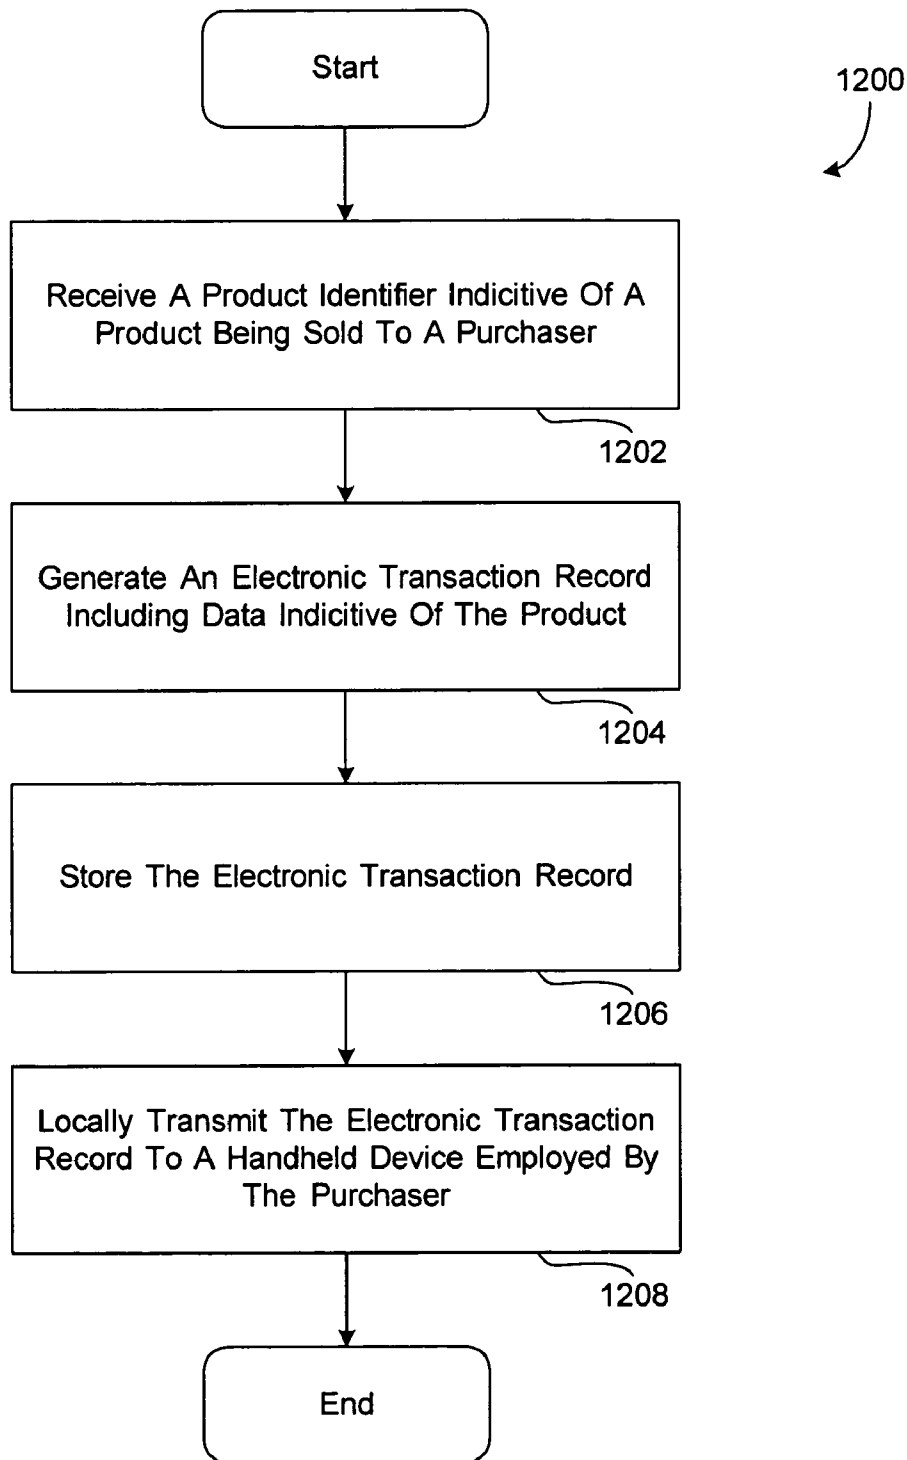 Start
1200
Receive A Product Identifier Indicitive Of A
Product Being Sold To A Purchaser
1202
Generate An Electronic Transaction Record
Including Data Indicitive Of The Product
1204
Store The Electronic Transaction Record
1206
Locally Transmit The Electronic Transaction
Record To A Handheld Device Employed By
The Purchaser
1208
End